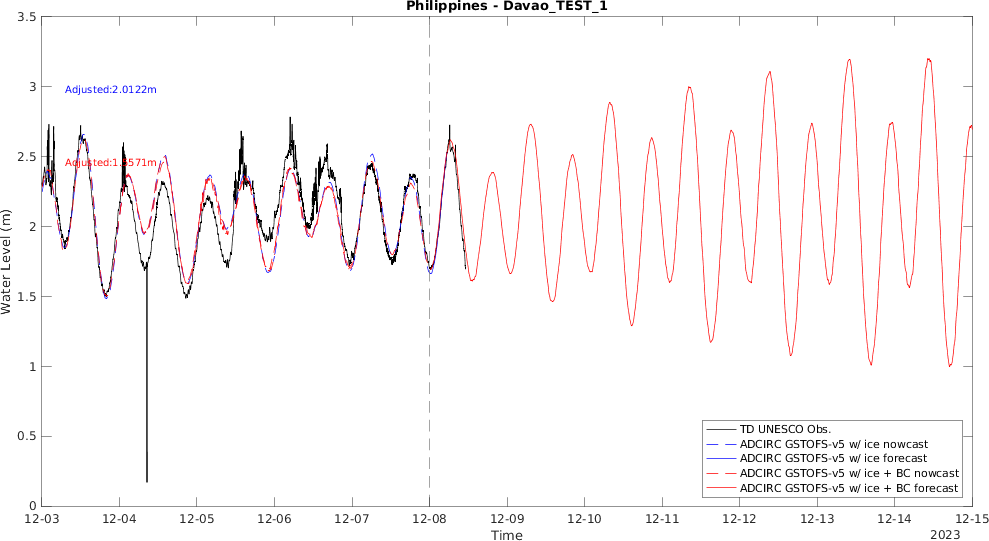 Philippines - Davao_TEST_1
3.5
3
2.5
2
1.5
1
0.5
0
Water Level (m)
Adjusted:2.0122m
Adjusted:1.5571m
TD UNESCO Obs.
ADCIRC GSTOFS-v5 w/ ice nowcast
ADCIRC GSTOFS-v5 w/ ice forecast
ADCIRC GSTOFS-v5 w/ ice + BC nowcast
ADCIRC GSTOFS-v5 w/ ice + BC forecast
12-03 12-04 12-05 12-06 12-07 12-08 12-09 12-10 12-11 12-12 12-13 12-14 12-15
Time
2023